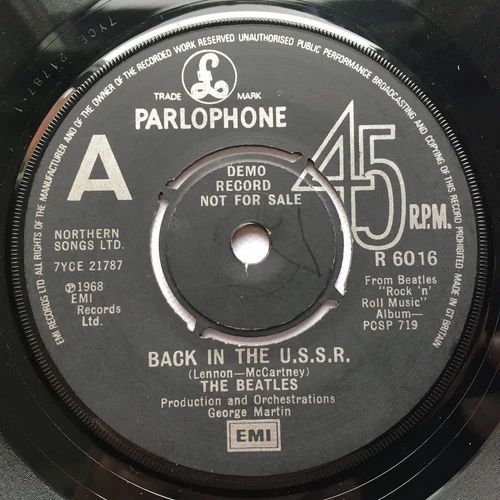 EMI RECORDS LTD ALL RIGHTS OF THE MANUFACTURER AND OF THE OWNER OF THE RECORDED WORK RESERVED UNAUTHORISED PUBLIC PERFORMANCE BROADCASTING AND COPYING OF THIS RECORD PROHIBITED MADE IN GT BRITAIN
7YCE 21787-1
£
TRADE MARK
PARLOPHONE
A
DEMO
RECORD
NOT FOR SALE
45
R.P.M.
NORTHERN
SONGS LTD.
7YCE 21787
℗1968
EMI
Records
Ltd.
R 6016
From Beatles
"Rock 'n'
Roll Music"
Album—
PCSP 719
BACK IN THE U.S.S.R.
(Lennon—McCartney)
THE BEATLES
Production and Orchestrations
George Martin
EMI